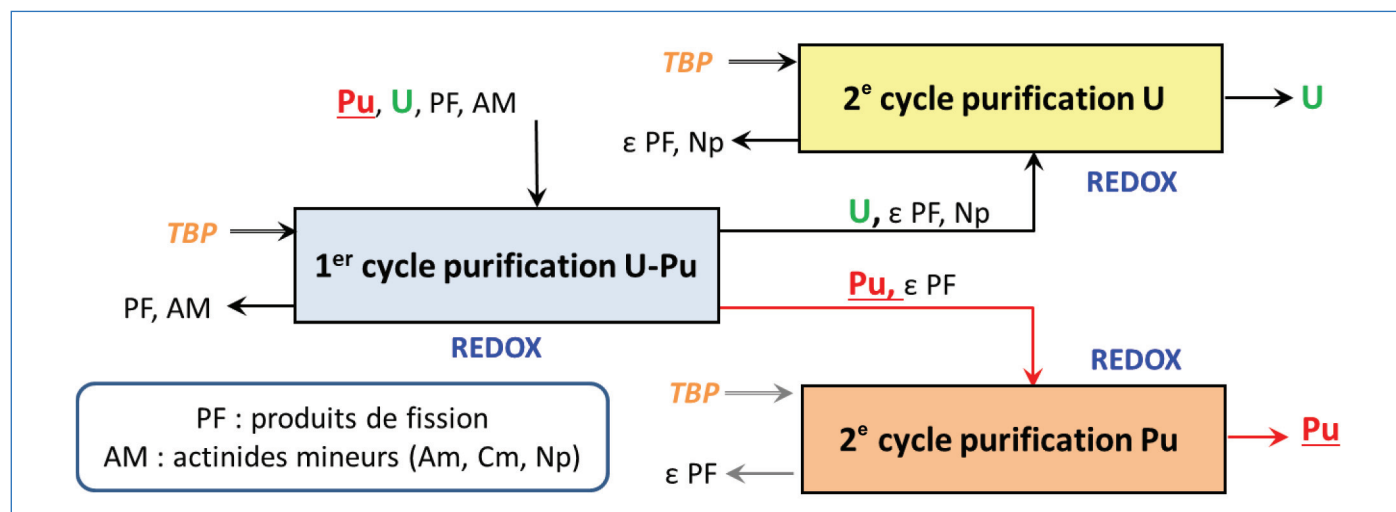 TBP
2e cycle purification U
U
Pu, U, PF, AM
ε PF, Np
REDOX
U, ε PF, Np
TBP
1er cycle purification U-Pu
Pu, ε PF
PF, AM
REDOX
REDOX
TBP
2e cycle purification Pu
Pu
ε PF
PF : produits de fission
AM : actinides mineurs (Am, Cm, Np)